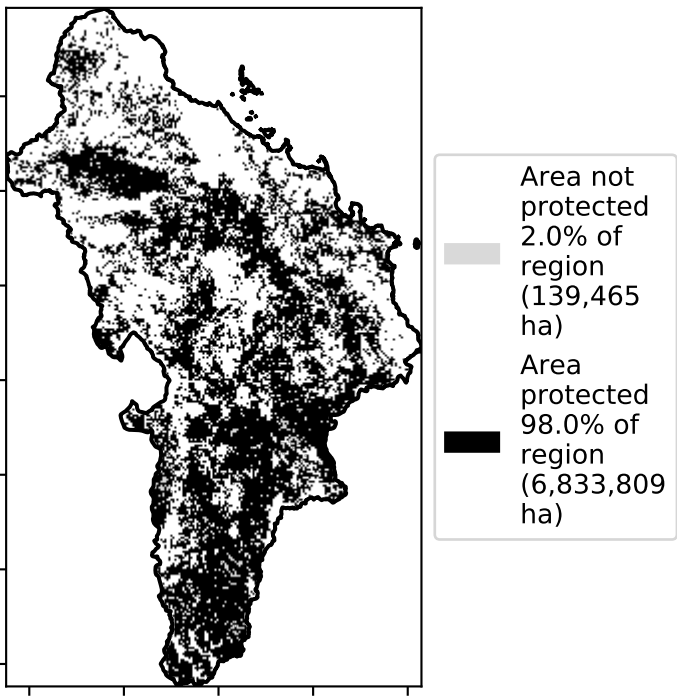 Area not
protected
2.0% of
region
(139,465
ha)
Area
protected
98.0% of
region
(6,833,809
ha)